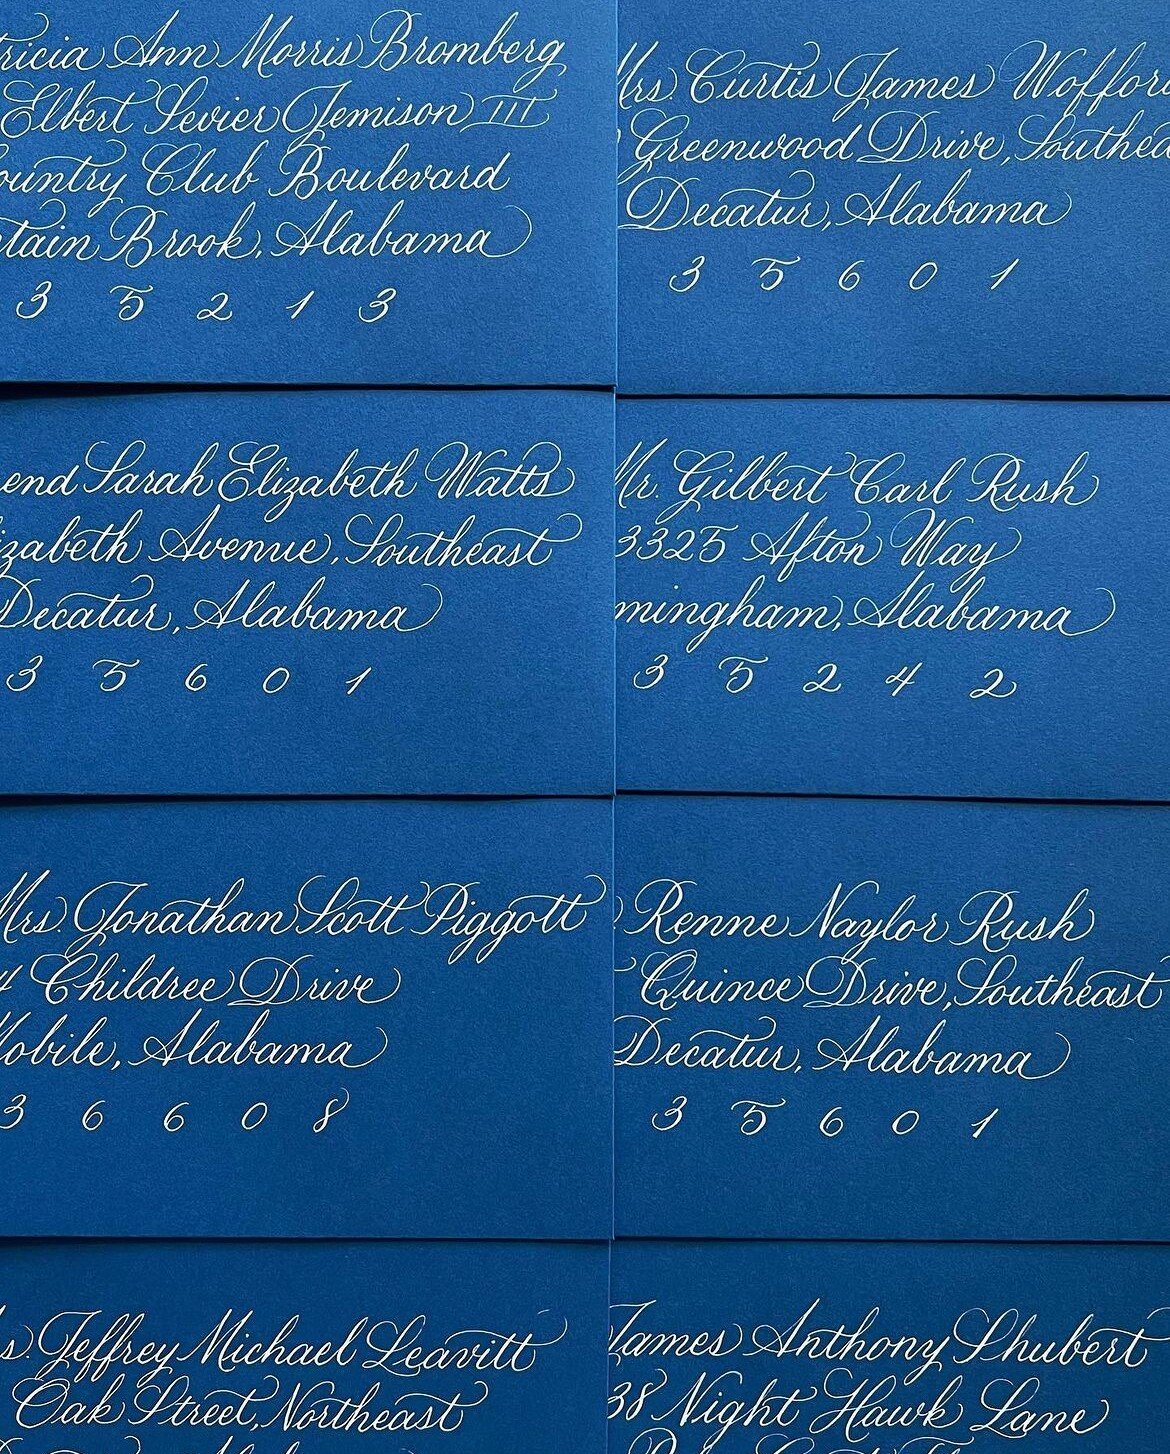 tricia Ann Morris Bromberg
Elbert Sevier Jemison III
ountry Club Boulevard
ntain Brook, Alabama
3 5 2 1 3
Mrs. Curtis James Woffor
Greenwood Drive, Southea
Decatur, Alabama
3 5 6 0 1
end Sarah Elizabeth Watts
izabeth Avenue, Southeast
Decatur, Alabama
3 5 6 0 1
Mr. Gilbert Carl Rush
3325 Afton Way
mingham, Alabama
3 5 2 4 2
Mrs. Jonathan Scott Piggott
4 Childree Drive
Mobile, Alabama
3 6 6 0 8
Renne Naylor Rush
Quince Drive, Southeast
Decatur, Alabama
3 5 6 0 1
s. Jeffrey Michael Leavitt
Oak Street, Northeast
James Anthony Shubert
38 Night Hawk Lane